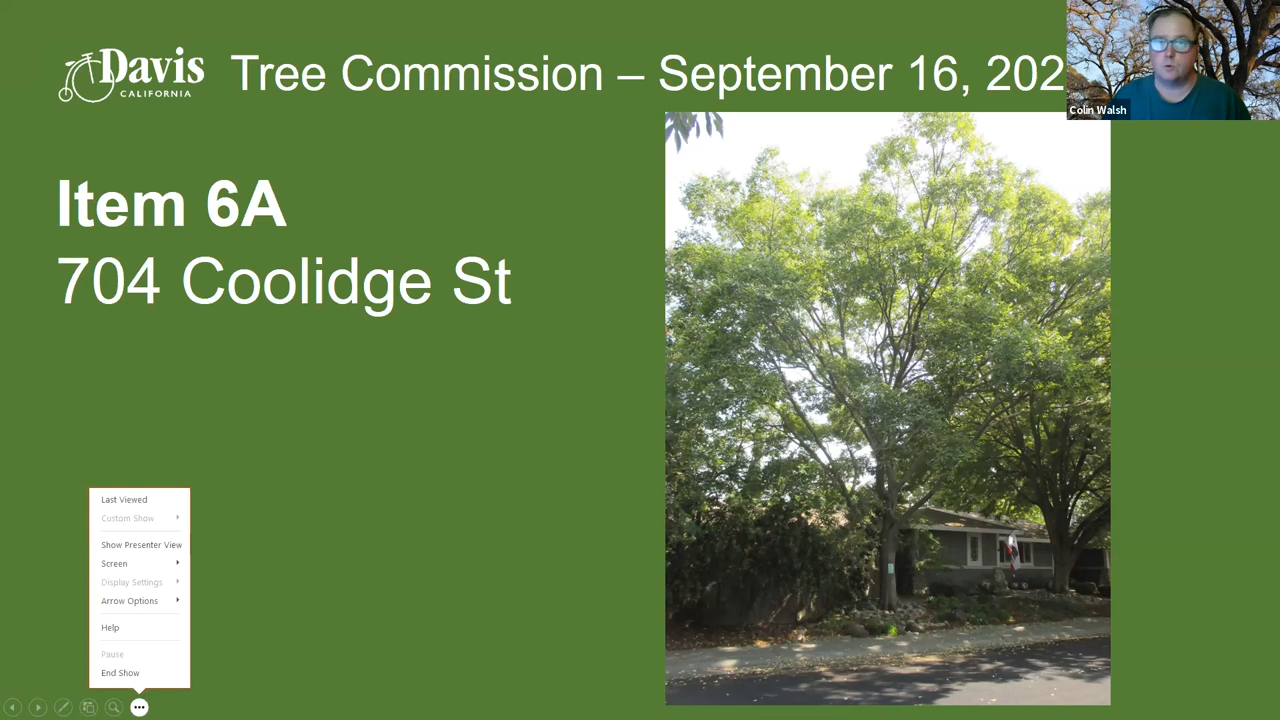 Davis
CALIFORNIA
Tree Commission – September 16, 202
Colin Walsh
Item 6A
704 Coolidge St
Last Viewed
Custom Show
Show Presenter View
Screen
Display Settings
Arrow Options
Help
Pause
End Show